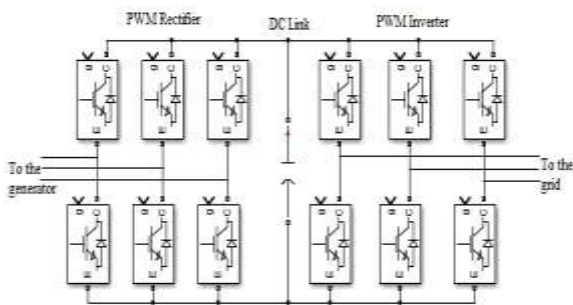 PWM Rectifier
DC Link
PWM Inverter
g C g C g C g C g C g C
E E E E E E
To the
generator
To the
grid
g C g C g C g C g C g C
E E E E E E
+